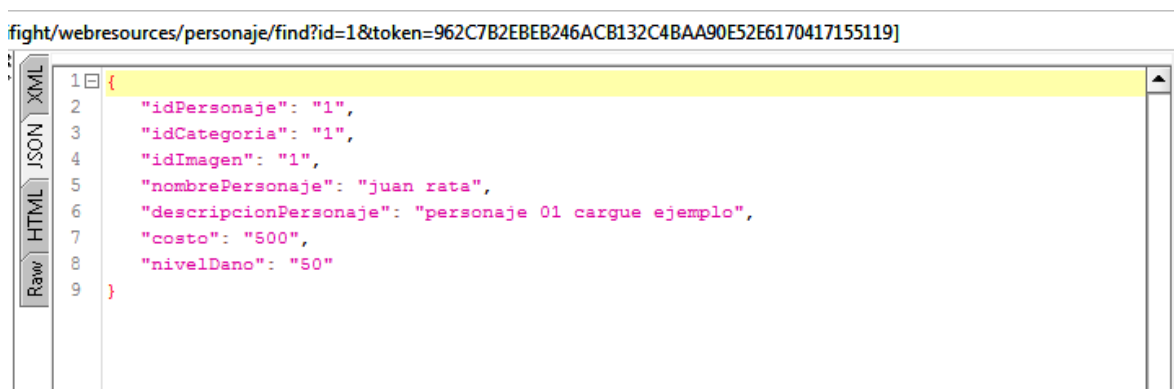 ifight/webresources/personaje/find?id=1&token=962C7B2EBEB246ACB132C4BAA90E52E6170417155119]
XML
JSON
HTML
Raw
1 {
2 "idPersonaje": "1",
3 "idCategoria": "1",
4 "idImagen": "1",
5 "nombrePersonaje": "juan rata",
6 "descripcionPersonaje": "personaje 01 cargue ejemplo",
7 "costo": "500",
8 "nivelDano": "50"
9 }